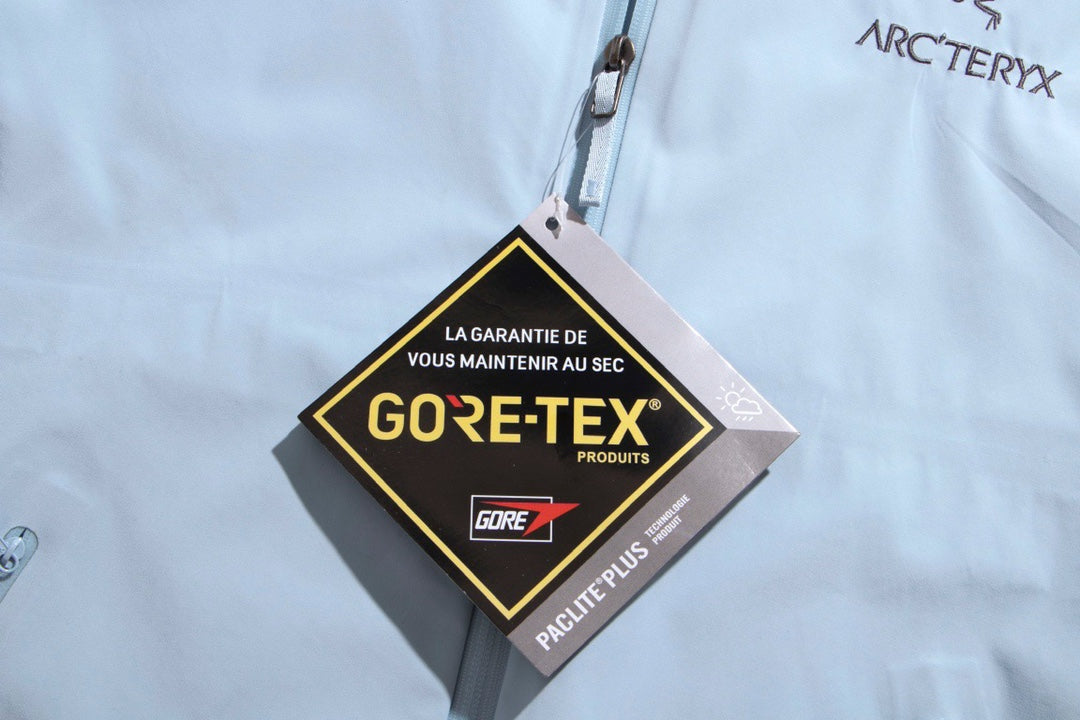 ARC'TERYX
LA GARANTIE DE
VOUS MAINTENIR AU SEC
GORE-TEX®
PRODUITS
GORE
PACLITE® PLUS
TECHNOLOGIE
PRODUIT